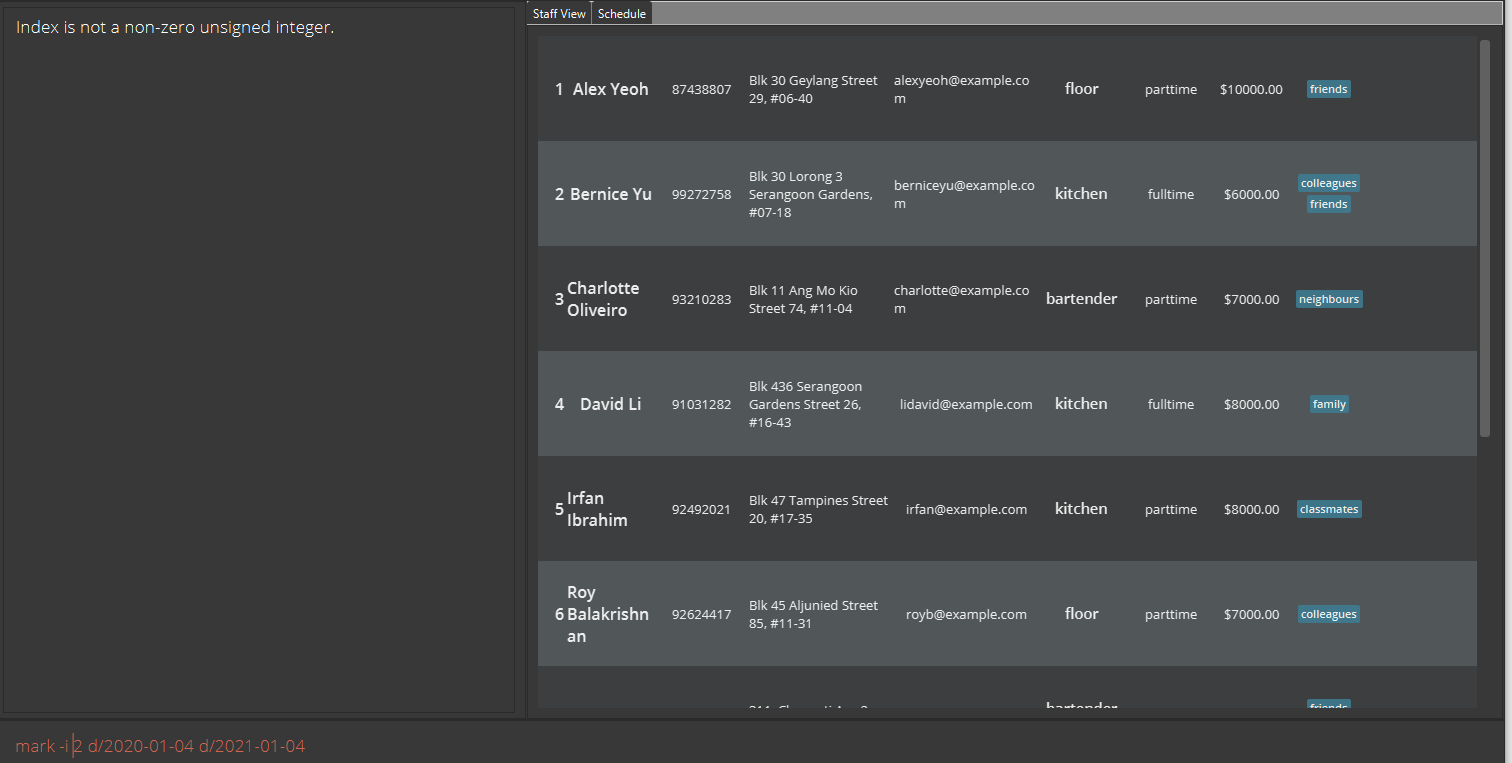 Index is not a non-zero unsigned integer.
Staff View
Schedule
1 Alex Yeoh 87438807 Blk 30 Geylang Street
29, #06-40
alexyeoh@example.co
m
floor parttime $10000.00 friends
2 Bernice Yu 99272758 Blk 30 Lorong 3
Serangoon Gardens,
#07-18
berniceyu@example.co
m
kitchen fulltime $6000.00 colleagues
friends
3 Charlotte
Oliveiro
93210283 Blk 11 Ang Mo Kio
Street 74, #11-04
charlotte@example.co
m
bartender parttime $7000.00 neighbours
4 David Li 91031282 Blk 436 Serangoon
Gardens Street 26,
#16-43
lidavid@example.com kitchen fulltime $8000.00 family
5 Irfan
Ibrahim
92492021 Blk 47 Tampines Street
20, #17-35
irfan@example.com kitchen parttime $8000.00 classmates
6 Roy
Balakrishn
an
92624417 Blk 45 Aljunied Street
85, #11-31
royb@example.com floor parttime $7000.00 colleagues
bartender
friends
mark -i 2 d/2020-01-04 d/2021-01-04